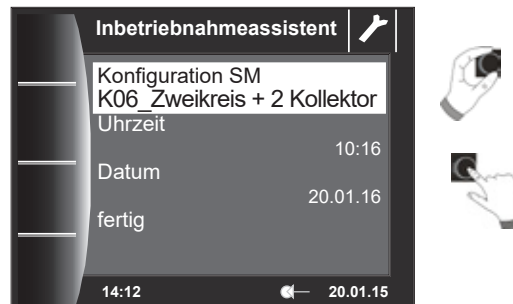 Inbetriebnahmeassistent
Konfiguration SM
K06_Zweikreis + 2 Kollektor
Uhrzeit
10:16
Datum
20.01.16
fertig
14:12 20.01.15